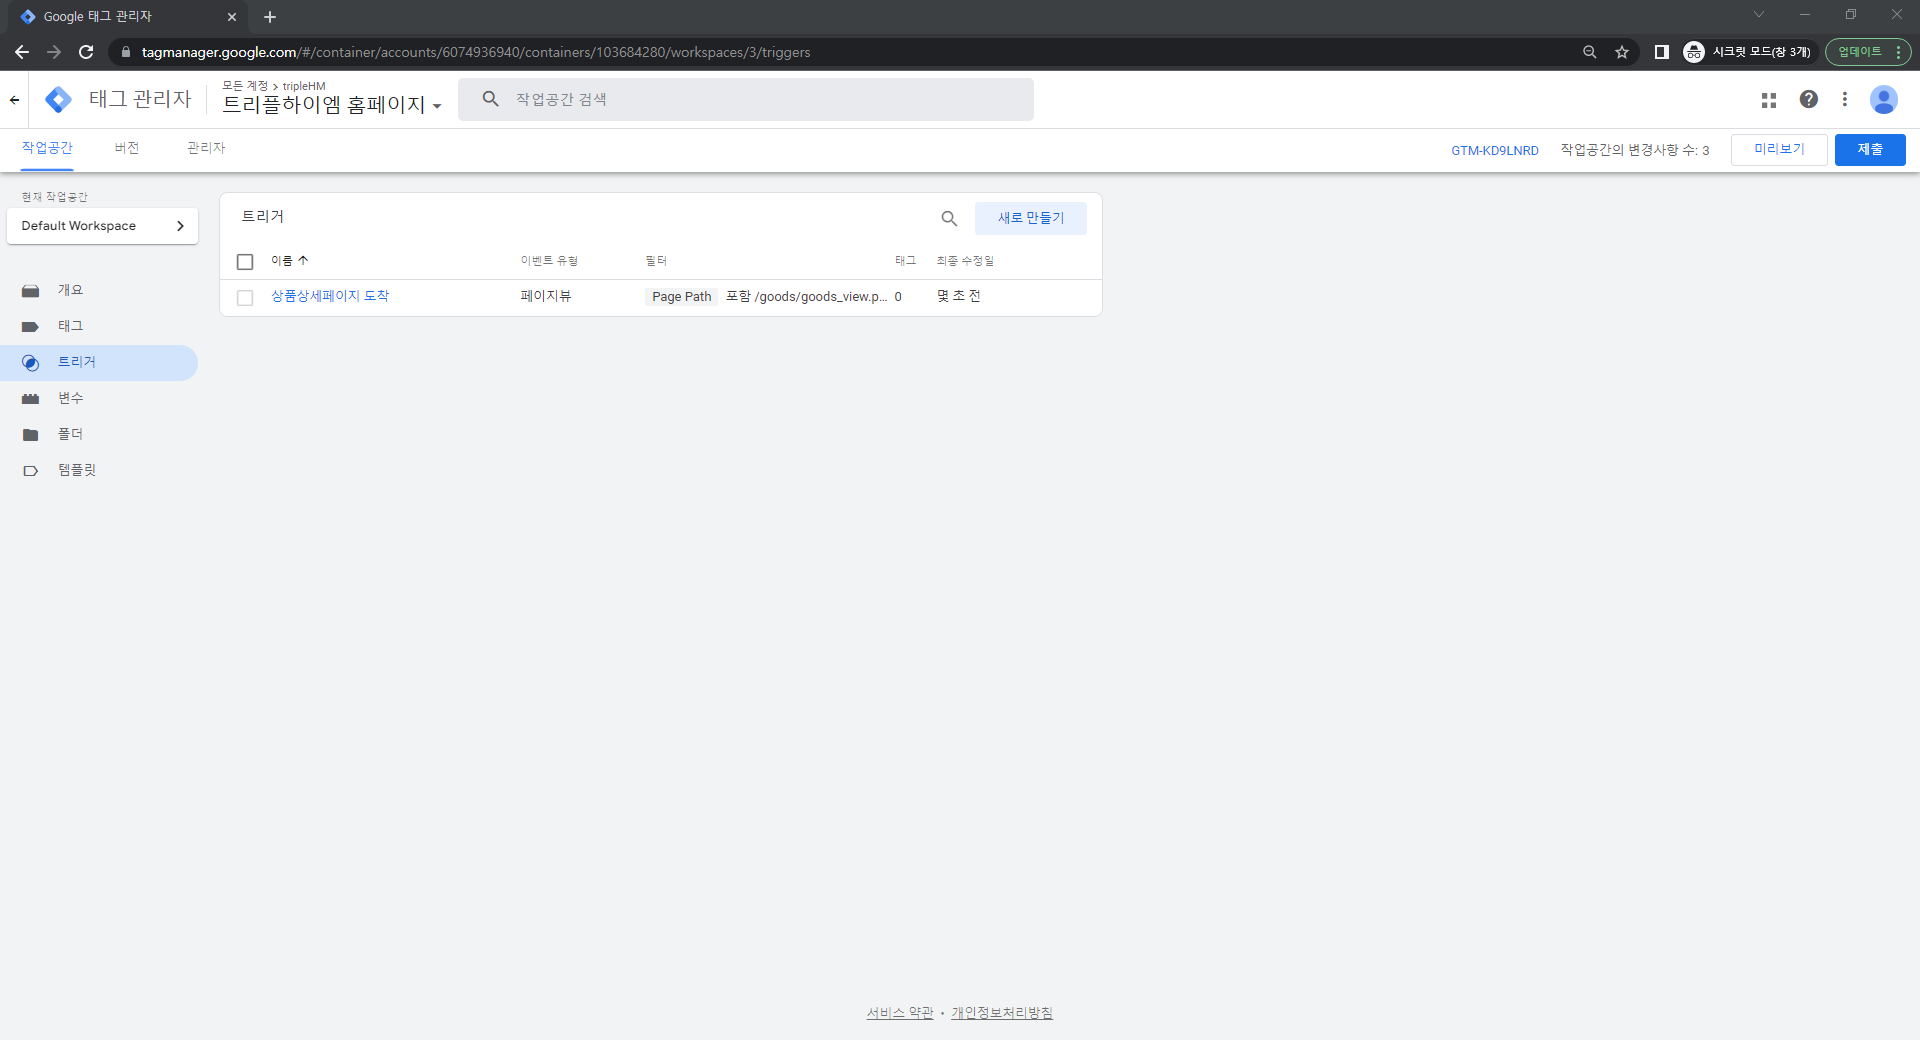 Google 태그 관리자
tagmanager.google.com/#/container/accounts/6074936940/containers/103684280/workspaces/3/triggers
시크릿 모드(창 3개)
업데이트
태그 관리자
모든 계정 > tripleHM
트리플하이엠 홈페이지
작업공간 검색
작업공간
버전
관리자
GTM-KD9LNRD
작업공간의 변경사항 수: 3
미리보기
제출
현재 작업공간
Default Workspace
개요
태그
트리거
변수
폴더
템플릿
트리거
새로 만들기
이름
이벤트 유형
필터
태그
최종 수정일
상품상세페이지 도착
페이지뷰
Page Path 포함 /goods/goods_view.p...
0
몇 초 전
서비스 약관 • 개인정보처리방침